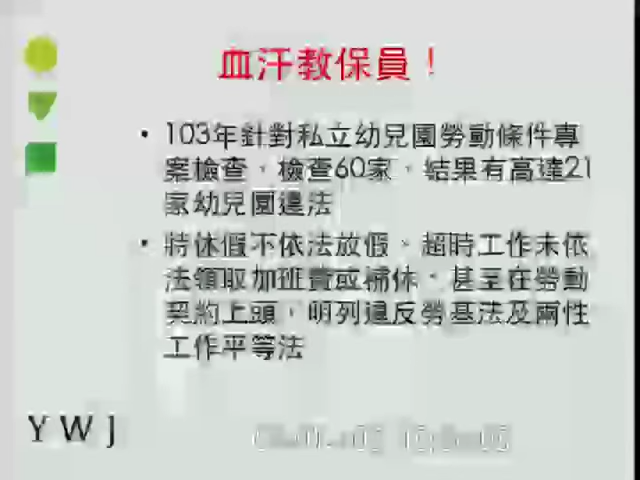 血汗教保員！
• 103年針對私立幼兒園勞動條件專
案檢查，檢查60家，結果有高達21
家幼兒園違法
• 特休假不依法放假、超時工作未依
法領取加班費或補休，甚至在勞動
契約上頭，明列違反勞基法及兩性
工作平等法
YWJ